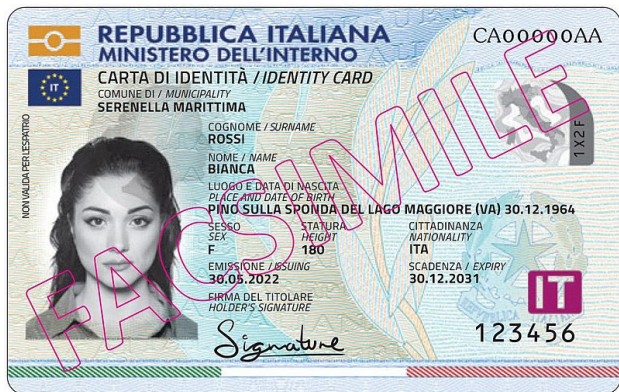 REPUBBLICA ITALIANA
MINISTERO DELL'INTERNO
CA00000AA
IT
CARTA DI IDENTITÀ / IDENTITY CARD
COMUNE DI / MUNICIPALITY
SERENELLA MARITTIMA
NON VALIDA PER L'ESPATRIO
COGNOME / SURNAME
ROSSI
NOME / NAME
BIANCA
LUOGO E DATA DI NASCITA
PLACE AND DATE OF BIRTH
PINO SULLA SPONDA DEL LAGO MAGGIORE (VA) 30.12.1964
SESSO STATURA CITTADINANZA
SEX HEIGHT NATIONALITY
F 180 ITA
EMISSIONE / ISSUING SCADENZA / EXPIRY
30.05.2022 30.12.2031
FIRMA DEL TITOLARE
HOLDER'S SIGNATURE
Signature
1X2F
IT
123456
FACSIMILE